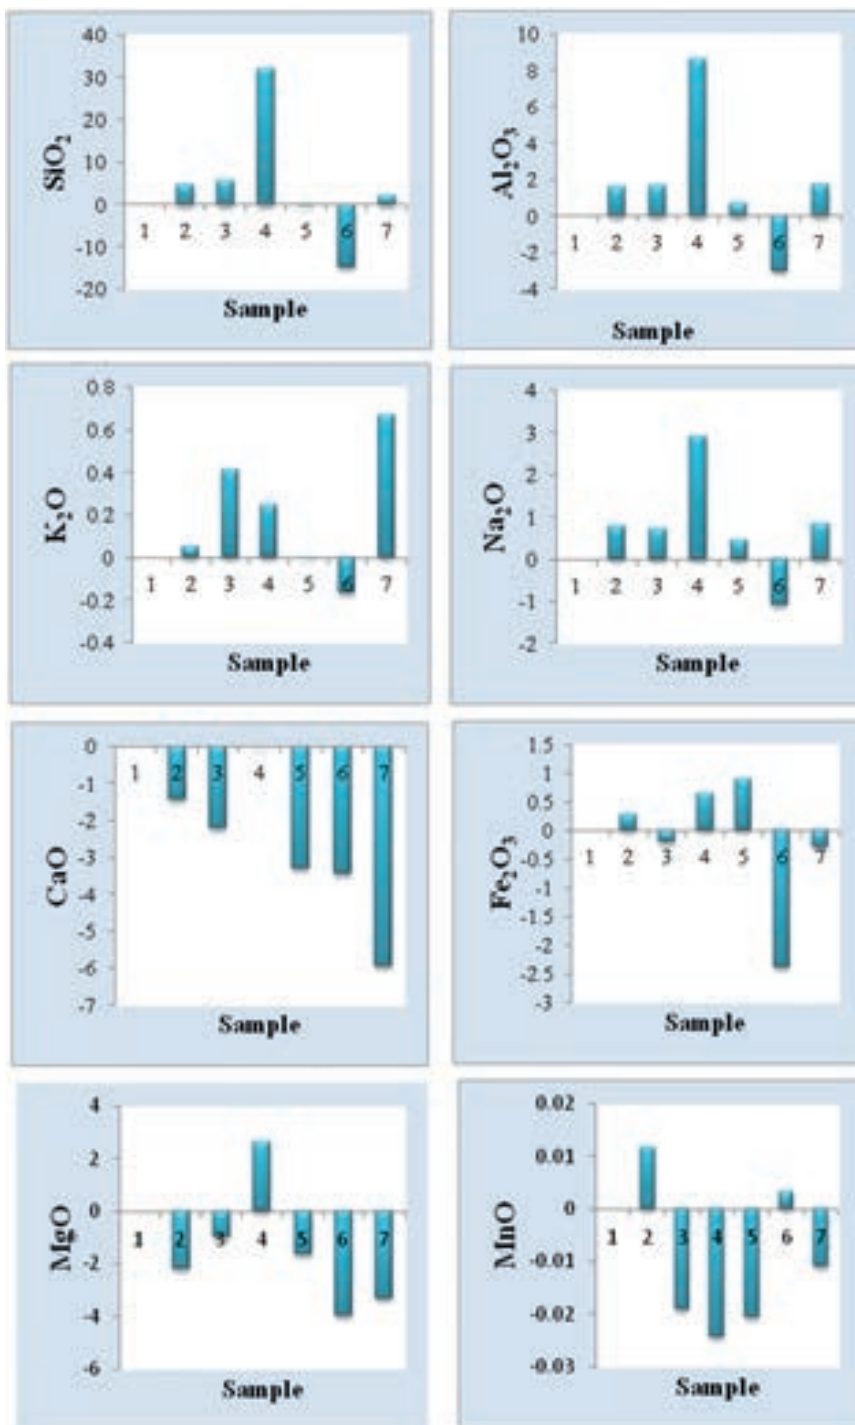 40
30
20
10
0
-10
-20
SiO₂
1 2 3 4 5 6 7
Sample
10
8
6
4
2
0
-2
-4
Al₂O₃
1 2 3 4 5 6 7
Sample
0.8
0.6
0.4
0.2
0
-0.2
-0.4
K₂O
1 2 3 4 5 6 7
Sample
4
3
2
1
0
-1
-2
Na₂O
1 2 3 4 5 6 7
Sample
0
-1
-2
-3
-4
-5
-6
-7
CaO
1 2 3 4 5 6 7
Sample
1.5
1
0.5
0
-0.5
-1
-1.5
-2
-2.5
-3
Fe₂O₃
1 2 3 4 5 6 7
Sample
4
2
0
-2
-4
-6
MgO
1 2 3 4 5 6 7
Sample
0.02
0.01
0
-0.01
-0.02
-0.03
MnO
1 2 3 4 5 6 7
Sample